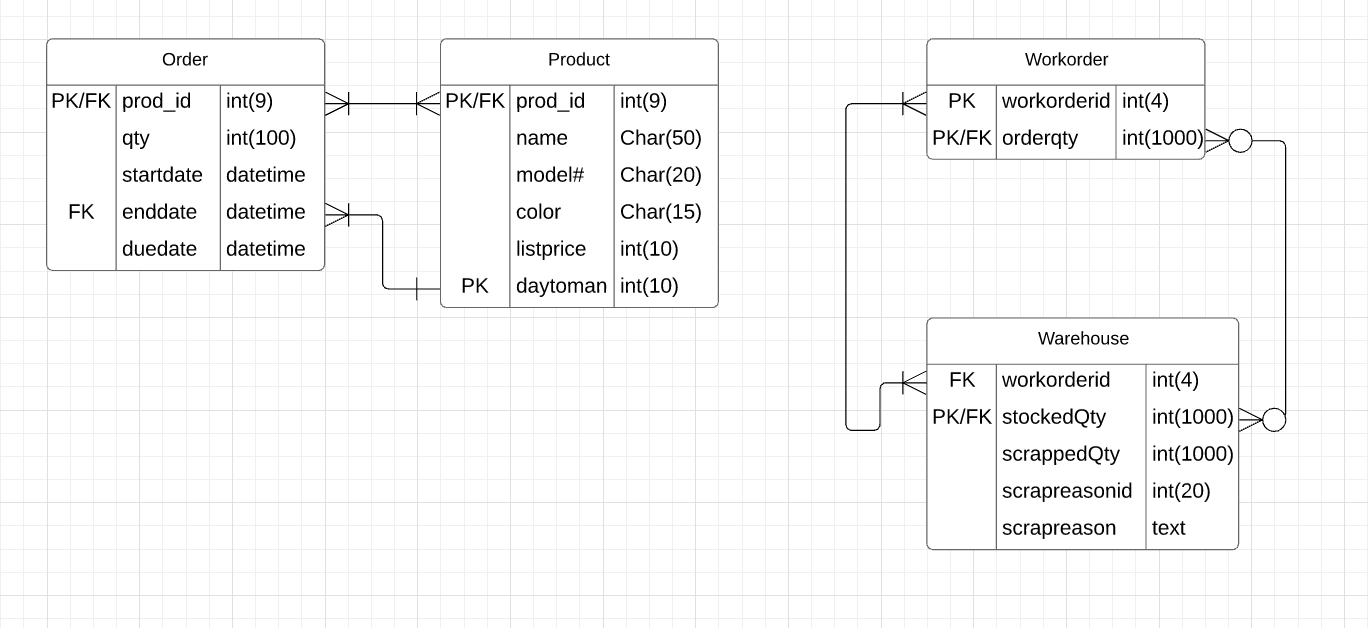 Order
PK/FK prod_id int(9)
qty int(100)
startdate datetime
FK enddate datetime
duedate datetime
Product
PK/FK prod_id int(9)
name Char(50)
model# Char(20)
color Char(15)
listprice int(10)
PK daytoman int(10)
Workorder
PK workorderid int(4)
PK/FK orderqty int(1000)
Warehouse
FK workorderid int(4)
PK/FK stockedQty int(1000)
scrappedQty int(1000)
scrapreasonid int(20)
scrapreason text